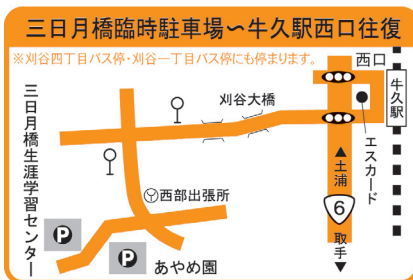 三日月橋臨時駐車場～牛久駅西口往復
※刈谷四丁目バス停・刈谷一丁目バス停にも停まります。
西口
牛久駅
刈谷大橋
エスカード
三日月橋生涯学習センター
▲土浦
6
取手▼
西部出張所
P
P
あやめ園